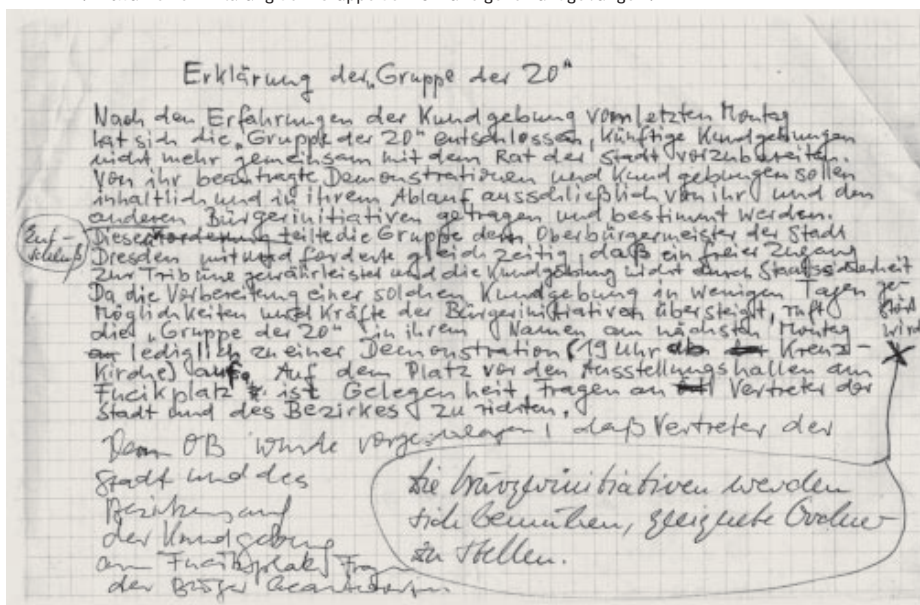 Erklärung der „Gruppe der 20"
Nach den Erfahrungen der Kundgebung vom letzten Montag
hat sich die „Gruppe der 20" entschlossen, künftige Kundgebungen
nicht mehr gemeinsam mit dem Rat der Stadt vorzubereiten.
Von ihr beantragte Demonstrationen und Kundgebungen sollen
inhaltlich und in ihrem Ablauf ausschließlich von ihr und den
anderen Bürgerinitiativen getragen und bestimmt werden.
Ent-
schluß
Diesen Forderung teilte die Gruppe dem Oberbürgermeister der Stadt
Dresden mit und forderte gleichzeitig, daß ein freier Zugang
zur Tribüne gewährleistet und die Kundgebung nicht durch Staatssicherheit
gestört wird
Da die Vorbereitung einer solchen Kundgebung in wenigen Tagen
Möglichkeiten und Kräfte der Bürgerinitiativen übersteigt, ruft
die „Gruppe der 20" in ihrem Namen am nächsten Montag
lediglich zu einer Demonstration (19 Uhr Kreuz-
kirche) auf. Auf dem Platz vor den Ausstellungshallen am
Fucikplatz ist Gelegenheit Fragen an Vertreter der
Stadt und des Bezirkes zu richten.
Dem OB wurde vorgeschlagen, daß Vertreter der
Stadt und des
Bezirkes auf
der Kundgebung
am Fucikplatz Fragen
der Bürger beantworten.
Die Bürgerinitiativen werden
sich bemühen, geeignete Ordner
zu stellen.